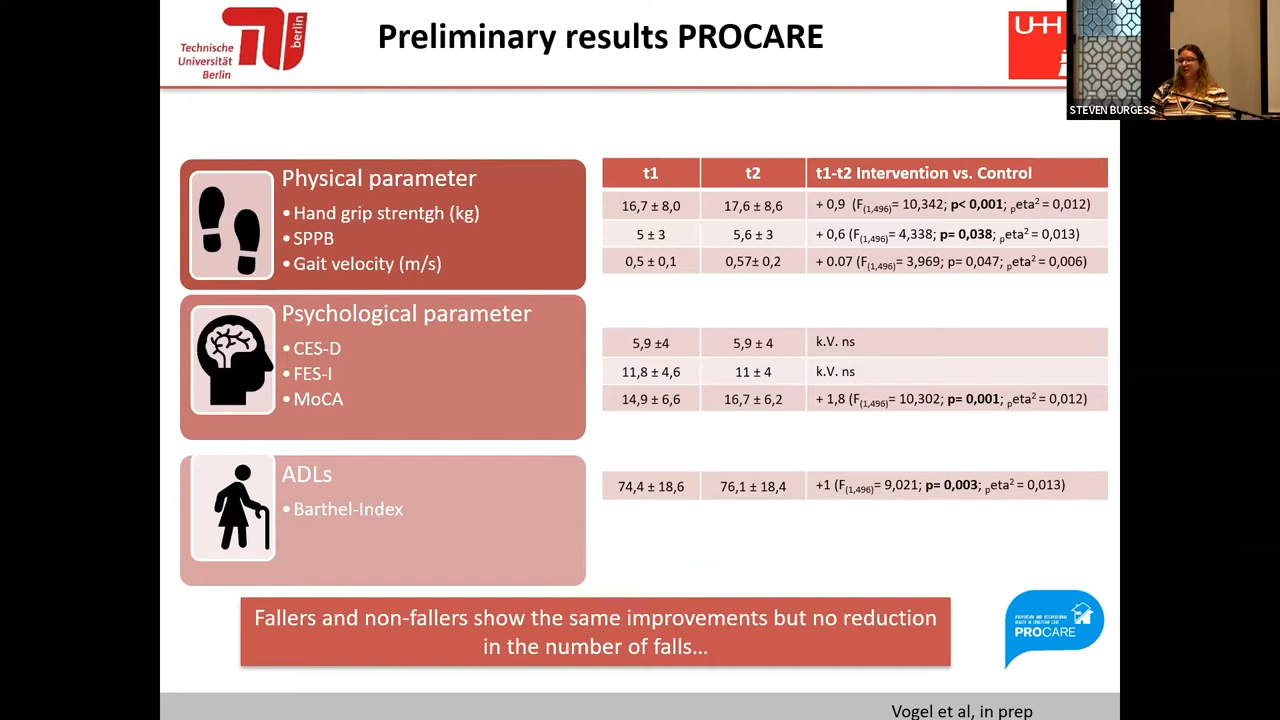 Technische
Universität
Berlin
berlin
Preliminary results PROCARE
UHH
STEVEN BURGESS
Physical parameter
• Hand grip strentgh (kg)
• SPPB
• Gait velocity (m/s)
t1 t2 t1-t2 Intervention vs. Control
16,7 ± 8,0 17,6 ± 8,6 + 0,9 (F(1,496)= 10,342; p< 0,001; peta2 = 0,012)
5 ± 3 5,6 ± 3 + 0,6 (F(1,496)= 4,338; p= 0,038; peta2 = 0,013)
0,5 ± 0,1 0,57± 0,2 + 0.07 (F(1,496)= 3,969; p= 0,047; peta2 = 0,006)
Psychological parameter
• CES-D
• FES-I
• MoCA
5,9 ±4 5,9 ± 4 k.V. ns
11,8 ± 4,6 11 ± 4 k.V. ns
14,9 ± 6,6 16,7 ± 6,2 + 1,8 (F(1,496)= 10,302; p= 0,001; peta2 = 0,012)
ADLs
• Barthel-Index
74,4 ± 18,6 76,1 ± 18,4 +1 (F(1,496)= 9,021; p= 0,003; peta2 = 0,013)
Fallers and non-fallers show the same improvements but no reduction
in the number of falls...
PROCARE
Vogel et al, in prep